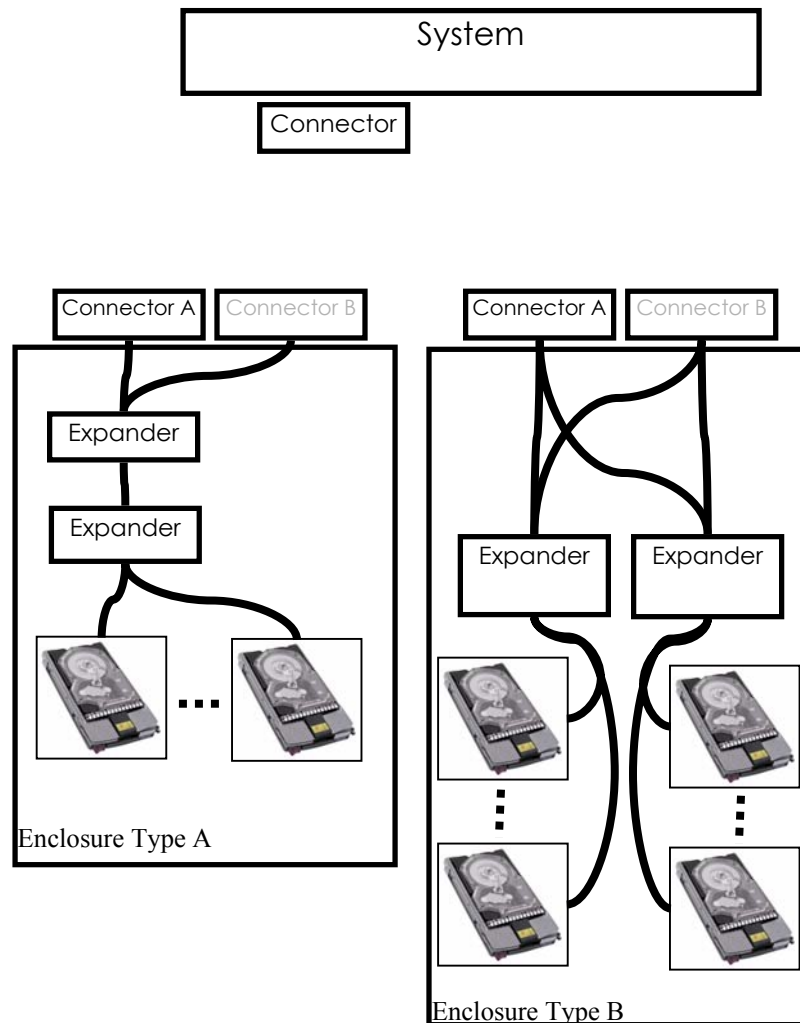 System
Connector
Connector A
Connector B
Connector A
Connector B
Expander
Expander
Expander
Expander
Enclosure Type A
Enclosure Type B